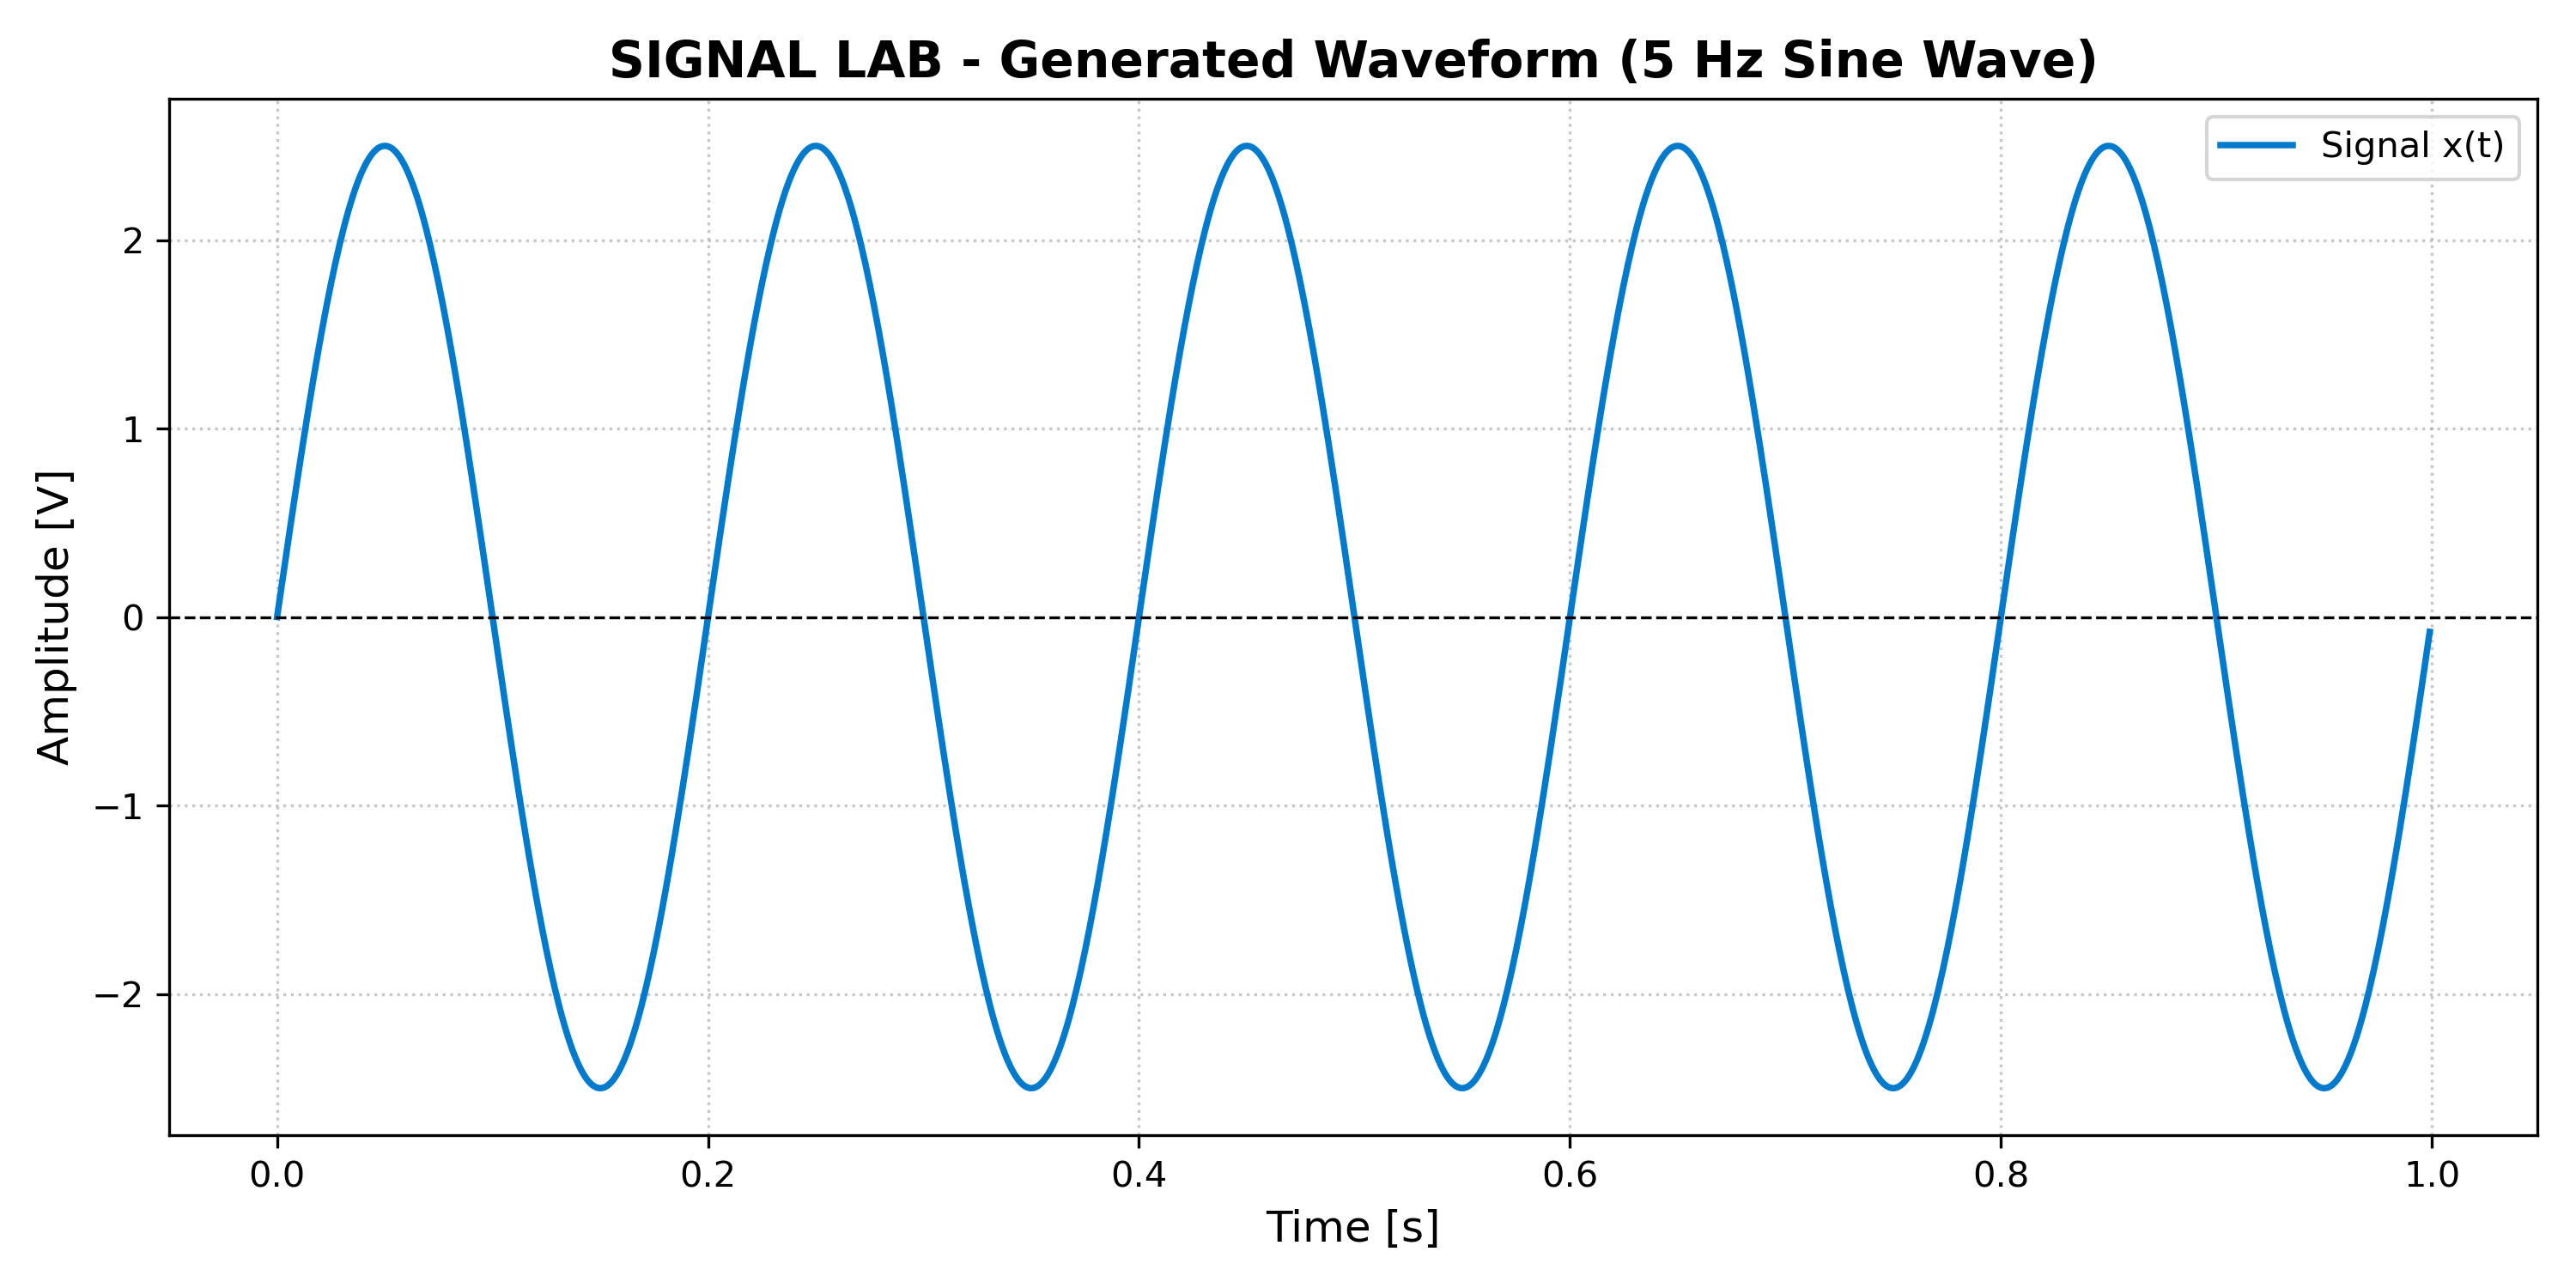 SIGNAL LAB - Generated Waveform (5 Hz Sine Wave)
Signal x(t)
Amplitude [V]
2
1
0
−1
−2
0.0 0.2 0.4 0.6 0.8 1.0
Time [s]